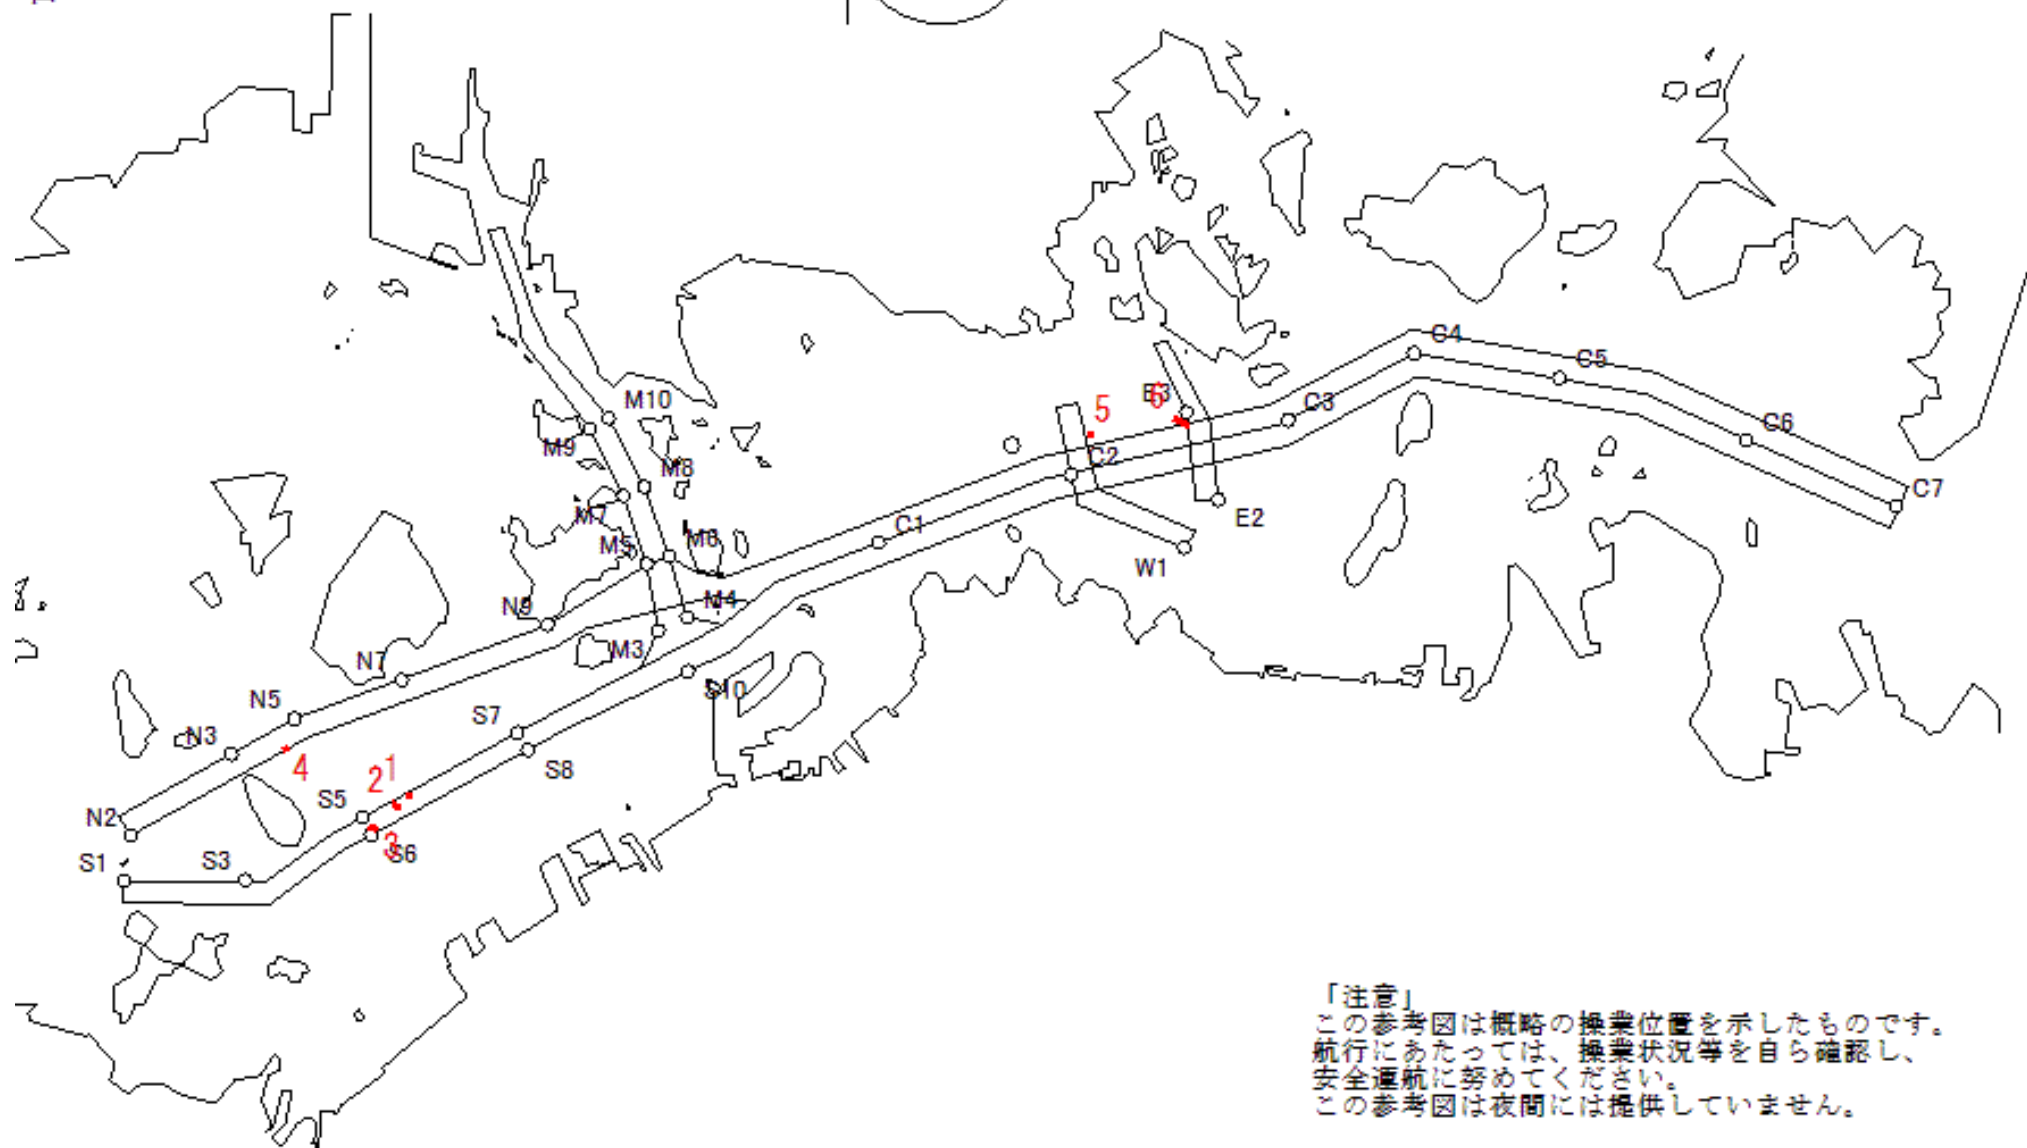 C4
C5
M10
E3
6
5
C3
C6
M9
M8
C2
C7
M7
E2
C1
M5
M6
W1
N9
M4
M3
N7
S10
N5
S7
N3
4
2
1
S8
S5
N2
3
S6
S1
S3
「注意」
この参考図は概略の操業位置を示したものです。
航行にあたっては、操業状況等を自ら確認し、
安全運航に努めてください。
この参考図は夜間には提供していません。